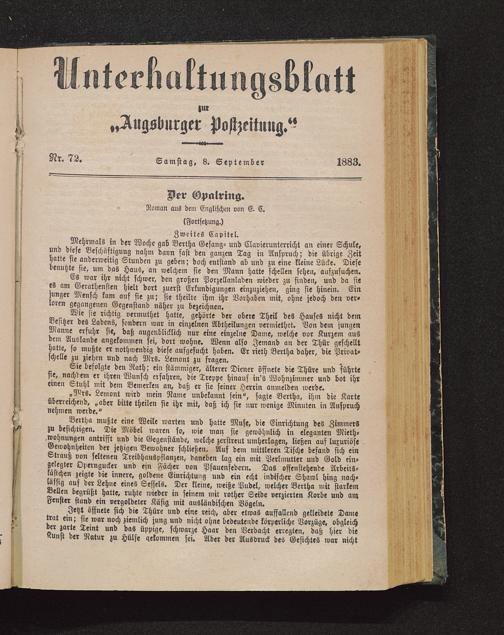 Unterhaltungsblatt
zur
„Augsburger Postzeitung.“
Nr. 72. Samstag, 8. September 1883.
Der Opalring.
Roman aus dem Englischen von E. C.
(Fortsetzung.)
Zweites Capitel.
Mehrmals in der Woche gab Bertha Gesang- und Clavierunterricht an einer Schule,
und diese Beschäftigung nahm dann fast den ganzen Tag in Anspruch; die übrige Zeit
hatte sie anderweitig Stunden zu geben; doch entstand ab und zu eine kleine Lücke. Diese
benutzte sie, um das Haus, an welchem sie den Mann hatte schellen sehen, aufzusuchen.
Es war ihr nicht schwer, den großen Porzellanladen wieder zu finden, und da sie
es am Gerathensten hielt dort zuerst Erkundigungen einzuziehen, ging sie hinein. Ein
junger Mensch kam auf sie zu; sie theilte ihm ihr Vorhaben mit, ohne jedoch den ver-
loren gegangenen Gegenstand näher zu bezeichnen.
Wie sie richtig vermuthet hatte, gehörte der obere Theil des Hauses nicht dem
Besitzer des Ladens, sondern war in einzelnen Abtheilungen vermiethet. Von dem jungen
Manne erfuhr sie, daß augenblicklich nur eine einzelne Dame, welche vor Kurzem aus
dem Auslande angekommen sei, dort wohne. Wenn also Jemand an der Thür geschellt
hatte, so mußte er nothwendig diese aufgesucht haben. Er rieth Bertha daher, die Privat-
schelle zu ziehen und nach Mrs. Lemont zu fragen.
Sie befolgte den Rath; ein stämmiger, älterer Diener öffnete die Thüre und führte
sie, nachdem er ihren Wunsch erfahren, die Treppe hinauf in's Wohnzimmer und bot ihr
einen Stuhl mit dem Bemerken an, daß er sie seiner Herrin anmelden werde.
„Mrs. Lemont wird mein Name unbekannt sein“, sagte Bertha, ihm die Karte
überreichend, „aber bitte theilen sie ihr mit, daß ich sie nur wenige Minuten in Anspruch
nehmen werde.“
Bertha mußte eine Weile warten und hatte Muße, die Einrichtung des Zimmers
zu besichtigen. Die Möbel waren so, wie man sie gewöhnlich in eleganten Mieth-
wohnungen antrifft und die Gegenstände, welche zerstreut umherlagen, ließen auf luxuriöse
Gewohnheiten der jetzigen Bewohner schließen. Auf dem mittleren Tische befand sich ein
Strauß von seltenen Treibhauspflanzen, daneben lag ein in Perlmutter und Gold ein-
gelegter Operngucker und ein Fächer von Pfauenfedern. Das offenstehende Arbeits-
kästchen zeigte die innere, goldene Einrichtung und ein echt indischer Shawl hing nach-
lässig auf der Lehne eines Sessels. Der kleine, weiße Pudel, welcher Bertha mit starkem
Bellen begrüßt hatte, ruhte wieder in seinem mit rother Seide verzierten Korbe und am
Fenster stand ein vergoldeter Käfig mit ausländischen Vögeln.
Jetzt öffnete sich die Thüre und eine reich, aber etwas auffallend gekleidete Dame
trat ein; sie war noch ziemlich jung und nicht ohne bedeutende körperliche Vorzüge, obgleich
der zarte Teint und das üppige, schwarze Haar den Verdacht erregten, daß hier die
Kunst der Natur zu Hülfe gekommen sei. Aber der Ausdruck des Gesichtes war nicht